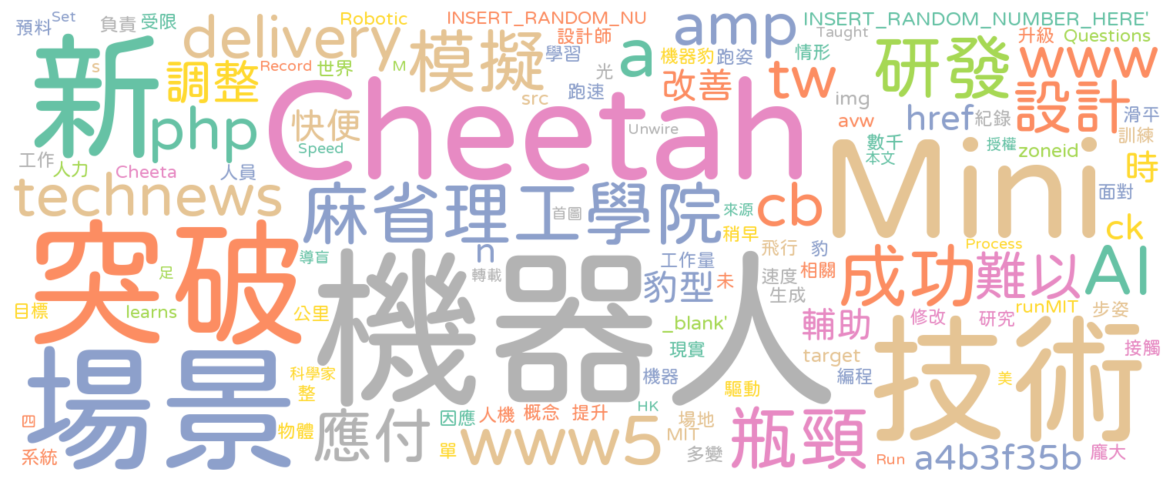 預料 Set 負責 受限 Robotic INSERT_RANDOM_NU INSERT_RANDOM_NUMBER_HERE'
新 delivery 模擬 設計師 amp Taught 升級 Questions
調整 Record 世界 M 學習 a 機器豹 跑姿 情形 研發 www
s php Cheetah 光 跑速 改善 tw img 設計
快便 src avw href 紀錄 滑平
Speed Unwire Mini 數千 授權 訓練
工作 人力 Cheeta 人員 本文 zoneid 時
technews 麻省理工學院 首圖 來源 cb 面對
突破 導盲 n 稍早 飛行 豹 Process ck
足 轉載 工作量 未 相關 成功 難以 AI
目標 learns 公里 機器人 豹型 速度 生成 runMIT 步姿
_blank' 輔助 修改 研究 技術
場景 科學家 現實 target 接觸
整 機器 驅動 編程 美
四 物體 應付 因應 人機 概念 提升 HK 場地 瓶頸
系統 www5 單 MIT 多變 Run a4b3f35b 龐大